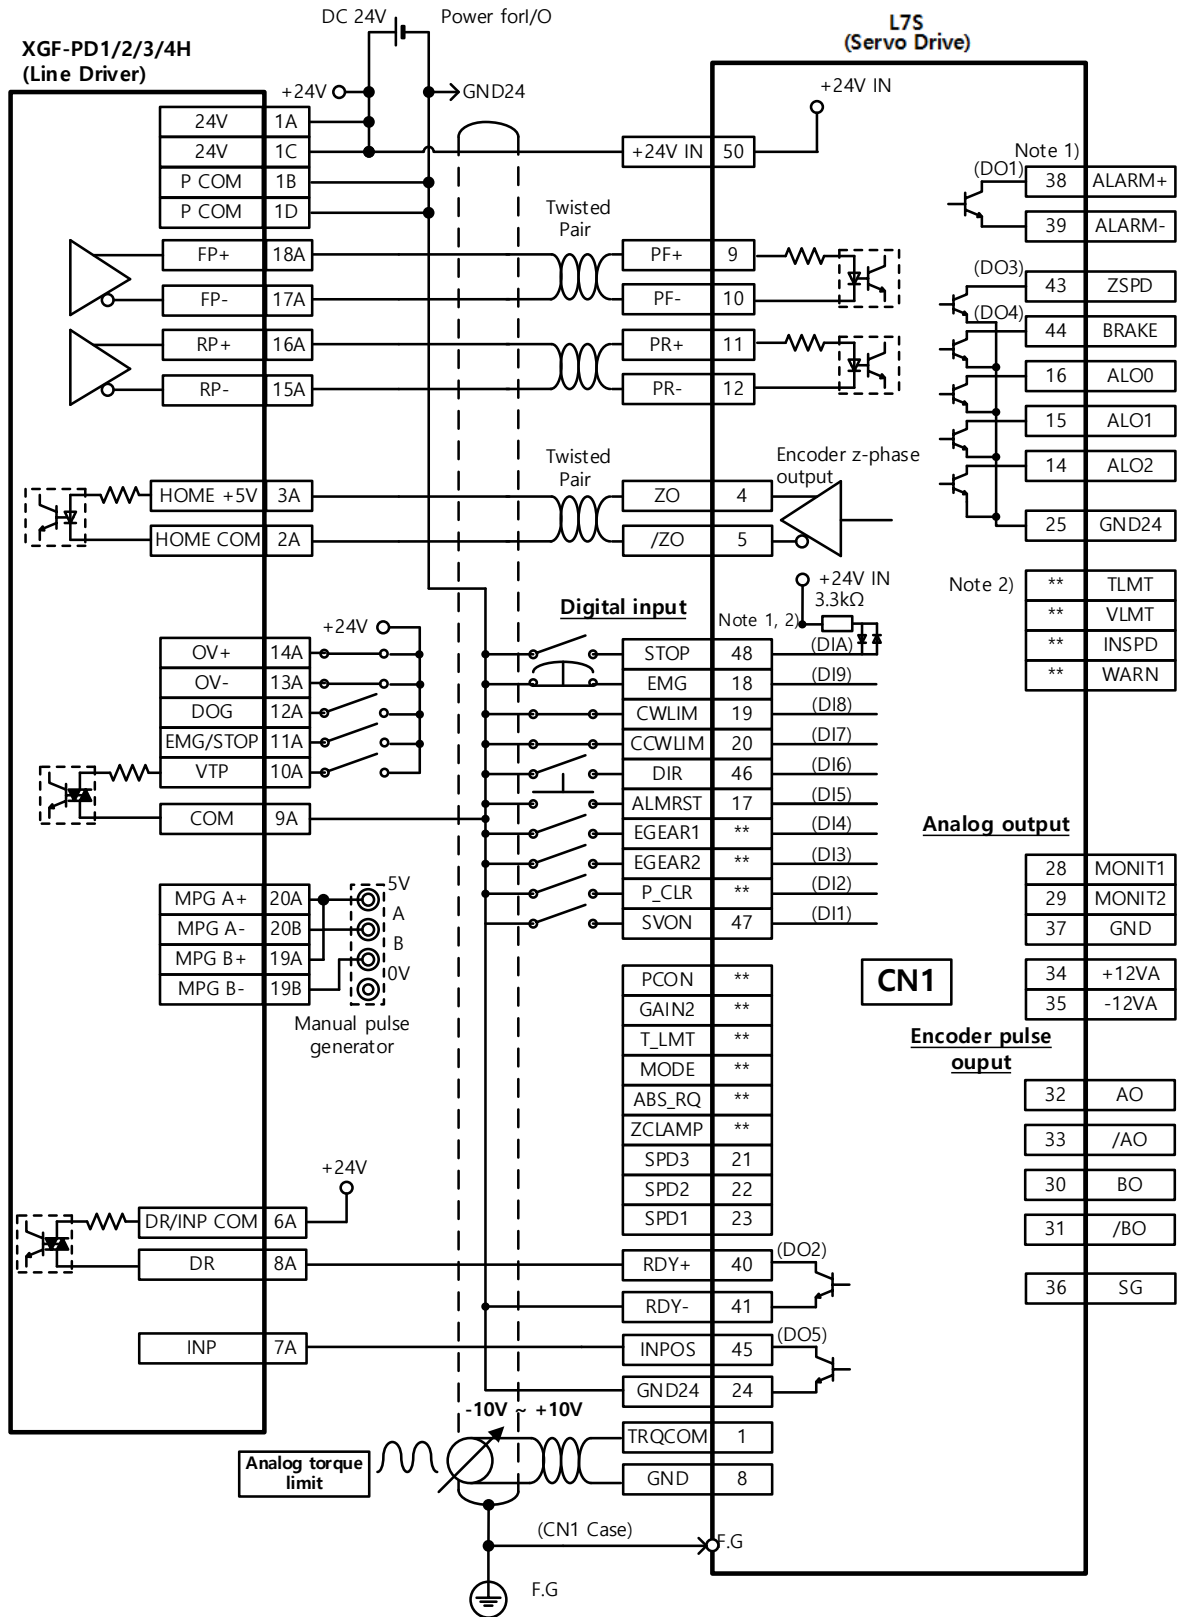 DC 24V
Power forI/O
L7S
(Servo Drive)
XGF-PD1/2/3/4H
(Line Driver)
+24V
GND24
+24V IN
24V 1A
24V 1C
P COM 1B
P COM 1D
FP+ 18A
FP- 17A
RP+ 16A
RP- 15A
HOME +5V 3A
HOME COM 2A
+24V
OV+ 14A
OV- 13A
DOG 12A
EMG/STOP 11A
VTP 10A
COM 9A
MPG A+ 20A
MPG A- 20B
MPG B+ 19A
MPG B- 19B
5V
A
B
0V
Manual pulse
generator
+24V
DR/INP COM 6A
DR 8A
INP 7A
Analog torque
limit
-10V ~ +10V
Twisted
Pair
Twisted
Pair
Digital input
+24V IN 50
PF+ 9
PF- 10
PR+ 11
PR- 12
ZO 4
/ZO 5
Encoder z-phase
output
+24V IN
3.3kΩ
Note 1, 2)
STOP 48 (DIA)
EMG 18 (DI9)
CWLIM 19 (DI8)
CCWLIM 20 (DI7)
DIR 46 (DI6)
ALMRST 17 (DI5)
EGEAR1 ** (DI4)
EGEAR2 ** (DI3)
P_CLR ** (DI2)
SVON 47 (DI1)
PCON **
GAIN2 **
T_LMT **
MODE **
ABS_RQ **
ZCLAMP **
SPD3 21
SPD2 22
SPD1 23
RDY+ 40 (DO2)
RDY- 41
INPOS 45 (DO5)
GND24 24
TRQCOM 1
GND 8
(CN1 Case)
F.G
F.G
CN1
Note 1)
(DO1) 38 ALARM+
39 ALARM-
(DO3) 43 ZSPD
(DO4) 44 BRAKE
16 ALO0
15 ALO1
14 ALO2
25 GND24
Note 2) ** TLMT
** VLMT
** INSPD
** WARN
Analog output
28 MONIT1
29 MONIT2
37 GND
34 +12VA
35 -12VA
Encoder pulse
ouput
32 AO
33 /AO
30 BO
31 /BO
36 SG